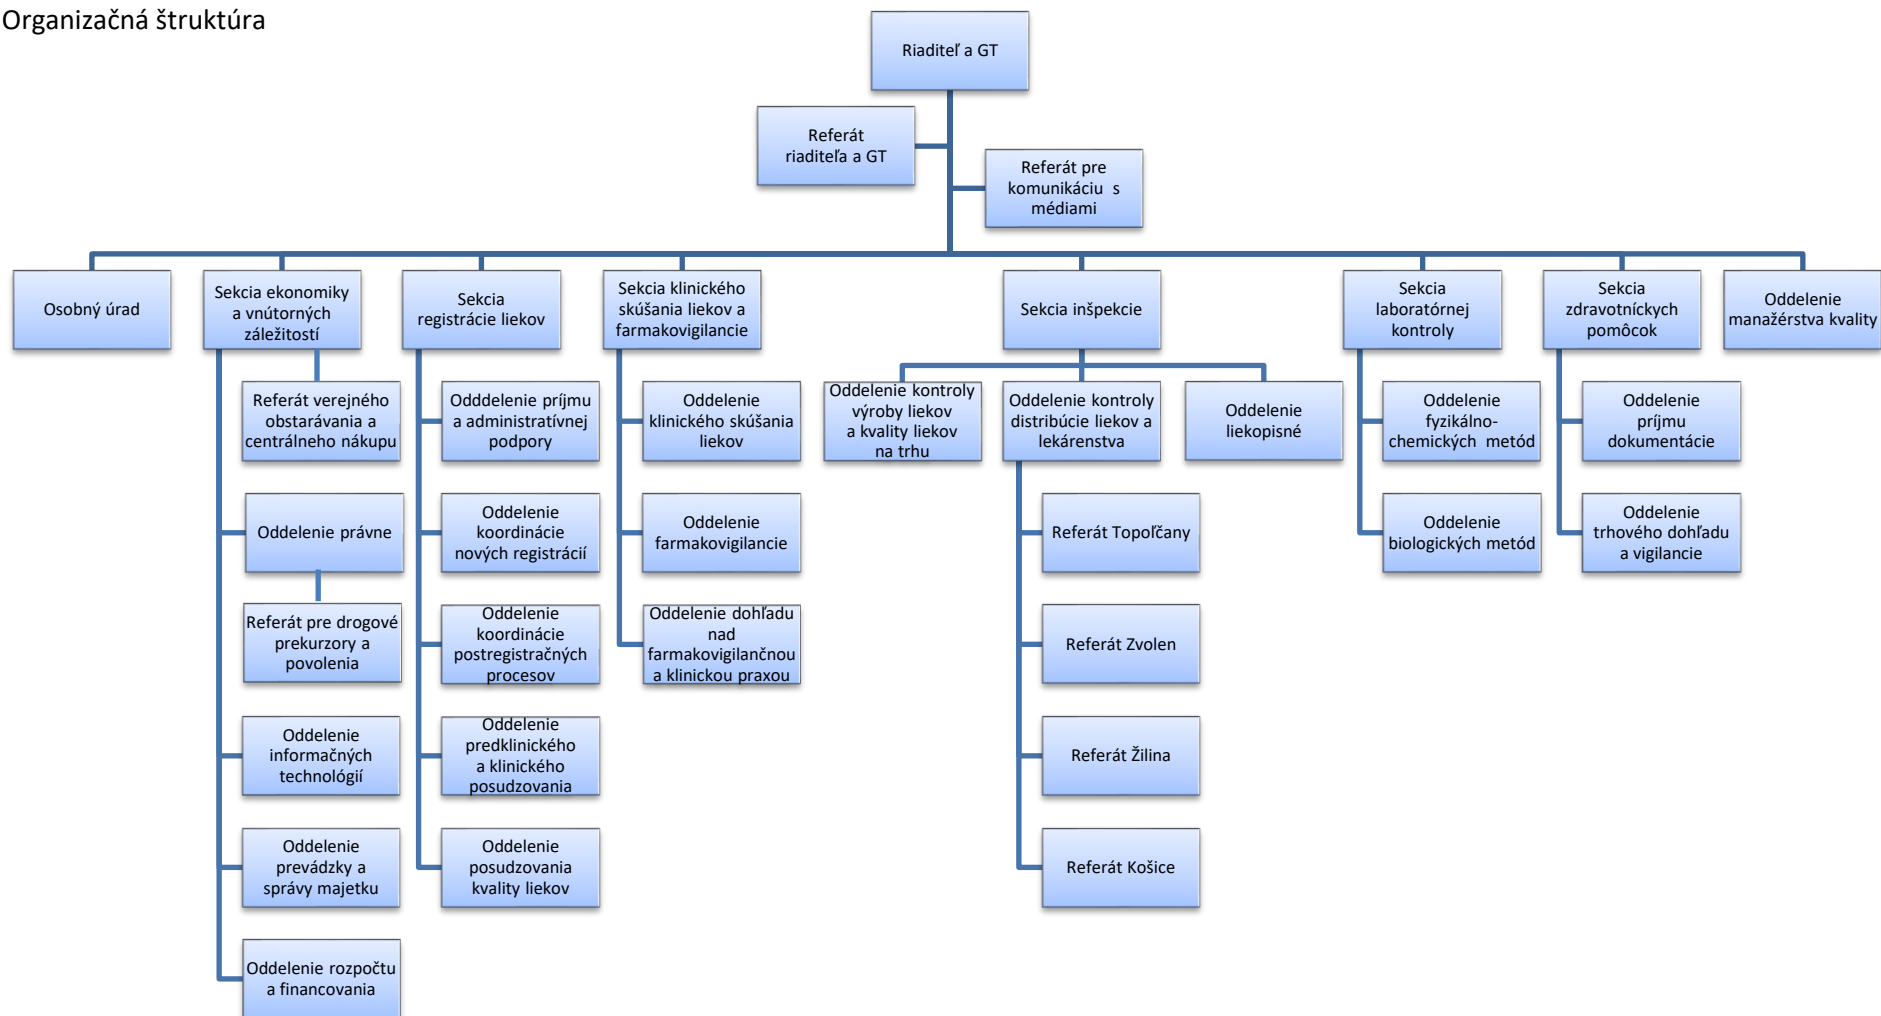 Organizačná štruktúra
Riaditeľ a GT
Referát
riaditeľa a GT
Referát pre
komunikáciu s
médiami
Osobný úrad
Sekcia ekonomiky
a vnútorných
záležitostí
Sekcia
registrácie liekov
Sekcia klinického
skúšania liekov a
farmakovigilancie
Sekcia inšpekcie
Sekcia
laboratórnej
kontroly
Sekcia
zdravotníckych
pomôcok
Oddelenie
manažérstva kvality
Referát verejného
obstarávania a
centrálneho nákupu
Oddelenie právne
Referát pre drogové
prekurzory a
povolenia
Oddelenie
informačných
technológií
Oddelenie
prevádzky a
správy majetku
Oddelenie rozpočtu
a financovania
Odddelenie príjmu
a administratívnej
podpory
Oddelenie
koordinácie
nových registrácií
Oddelenie
koordinácie
postregistračných
procesov
Oddelenie
predklinického
a klinického
posudzovania
Oddelenie
posudzovania
kvality liekov
Oddelenie
klinického skúšania
liekov
Oddelenie
farmakovigilancie
Oddelenie dohľadu
nad
farmakovigilančnou
a klinickou praxou
Oddelenie kontroly
výroby liekov
a kvality liekov
na trhu
Oddelenie kontroly
distribúcie liekov a
lekárenstva
Oddelenie
liekopisné
Referát Topoľčany
Referát Zvolen
Referát Žilina
Referát Košice
Oddelenie
fyzikálno-
chemických metód
Oddelenie
biologických metód
Oddelenie
príjmu
dokumentácie
Oddelenie
trhového dohľadu
a vigilancie